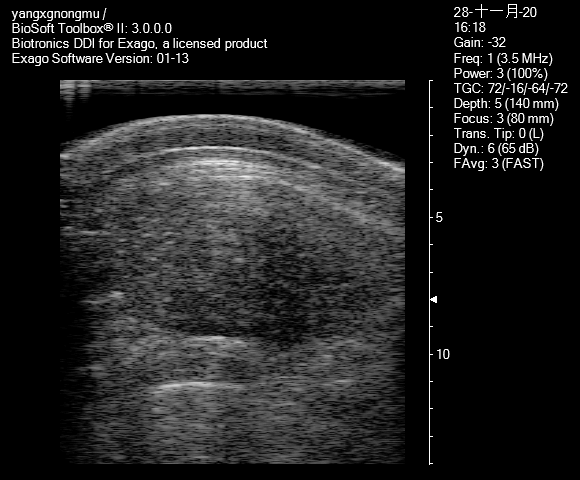 yangxgnongmu /
BioSoft Toolbox® II: 3.0.0.0
Biotronics DDI for Exago, a licensed product
Exago Software Version: 01-13
28-十一月-20
16:18
Gain: -32
Freq: 1 (3.5 MHz)
Power: 3 (100%)
TGC: 72/-16/-64/-72
Depth: 5 (140 mm)
Focus: 3 (80 mm)
Trans. Tip: 0 (L)
Dyn.: 6 (65 dB)
FAvg: 3 (FAST)
5
10